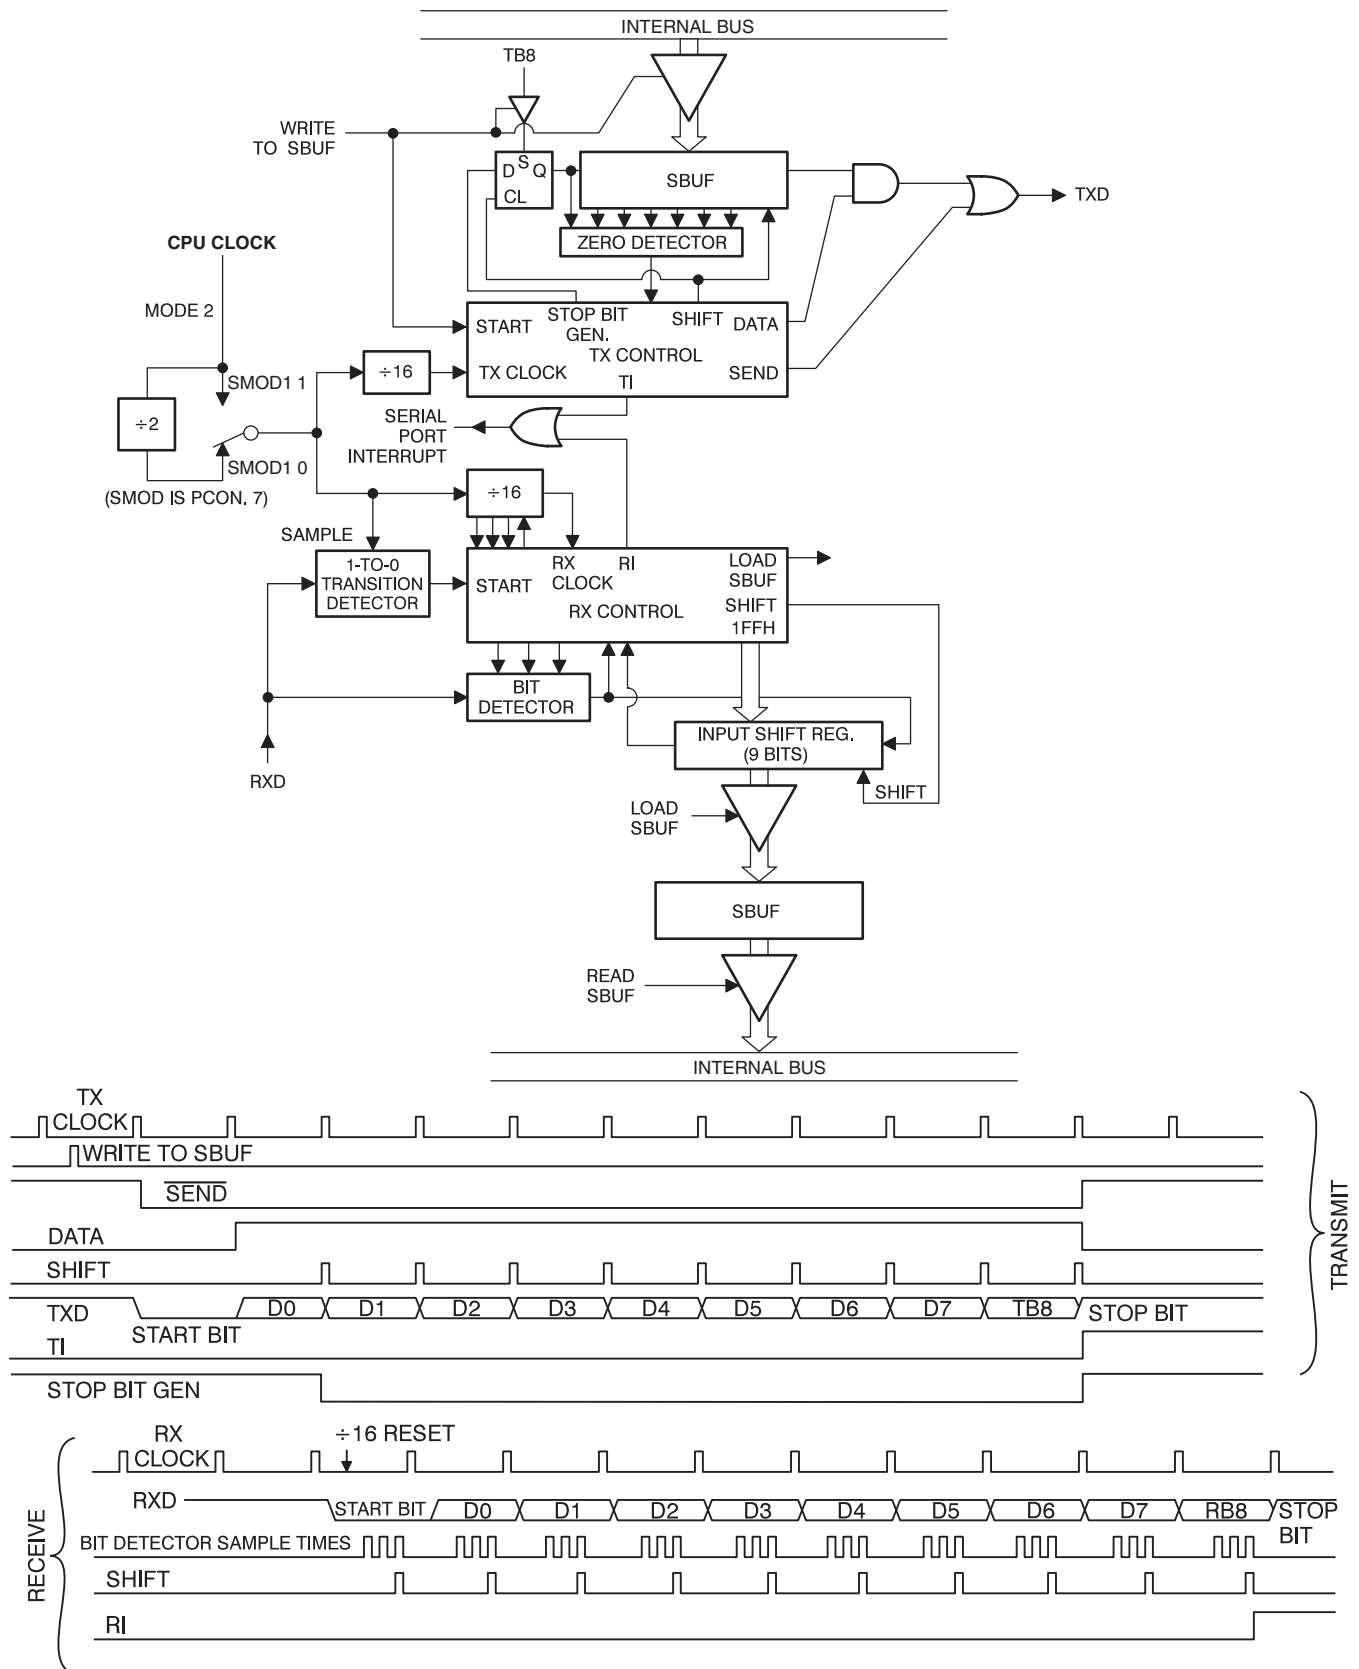 INTERNAL BUS
TB8
WRITE
TO SBUF
D S Q
CL
SBUF
TXD
ZERO DETECTOR
CPU CLOCK
MODE 2
SMOD1 1
÷2
SMOD1 0
(SMOD IS PCON. 7)
÷16
START
STOP BIT
GEN.
SHIFT
DATA
TX CONTROL
TX CLOCK
TI
SEND
SERIAL
PORT
INTERRUPT
÷16
SAMPLE
1-TO-0
TRANSITION
DETECTOR
START
RX
CLOCK
RI
LOAD
SBUF
RX CONTROL
SHIFT
1FFH
BIT
DETECTOR
RXD
INPUT SHIFT REG.
(9 BITS)
SHIFT
LOAD
SBUF
SBUF
READ
SBUF
INTERNAL BUS
TX
CLOCK
WRITE TO SBUF
SEND
DATA
SHIFT
TXD
START BIT
D0 D1 D2 D3 D4 D5 D6 D7 TB8
STOP BIT
TI
STOP BIT GEN
TRANSMIT
RX
CLOCK
÷16 RESET
RXD
START BIT
D0 D1 D2 D3 D4 D5 D6 D7 RB8
STOP
BIT
BIT DETECTOR SAMPLE TIMES
SHIFT
RI
RECEIVE